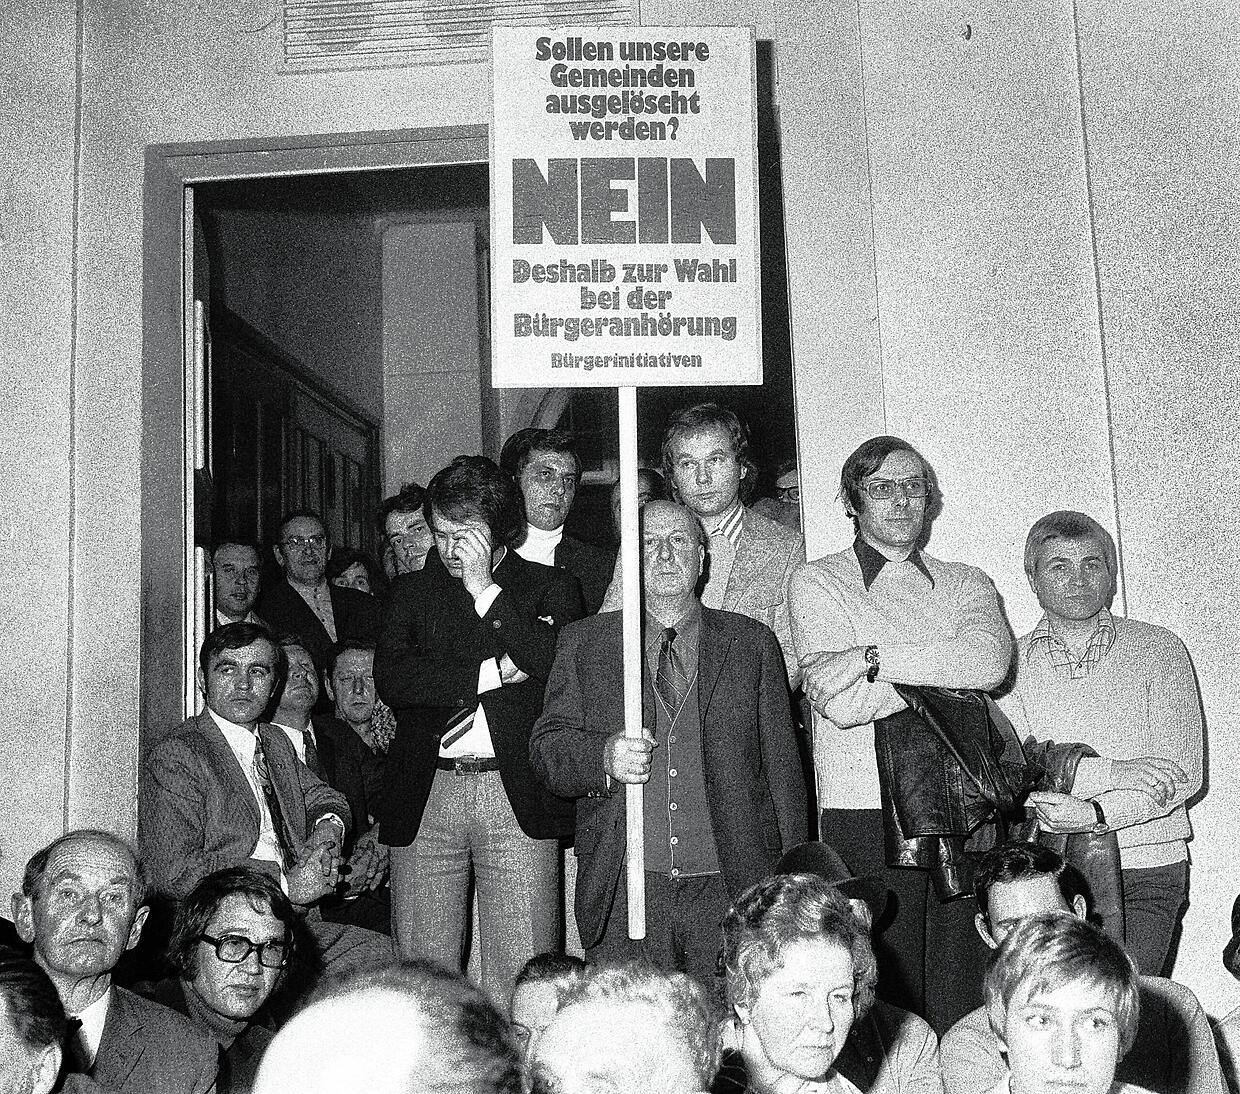 Sollen unsere
Gemeinden
ausgelöscht
werden?
NEIN
Deshalb zur Wahl
bei der
Bürgeranhörung
Bürgerinitiativen